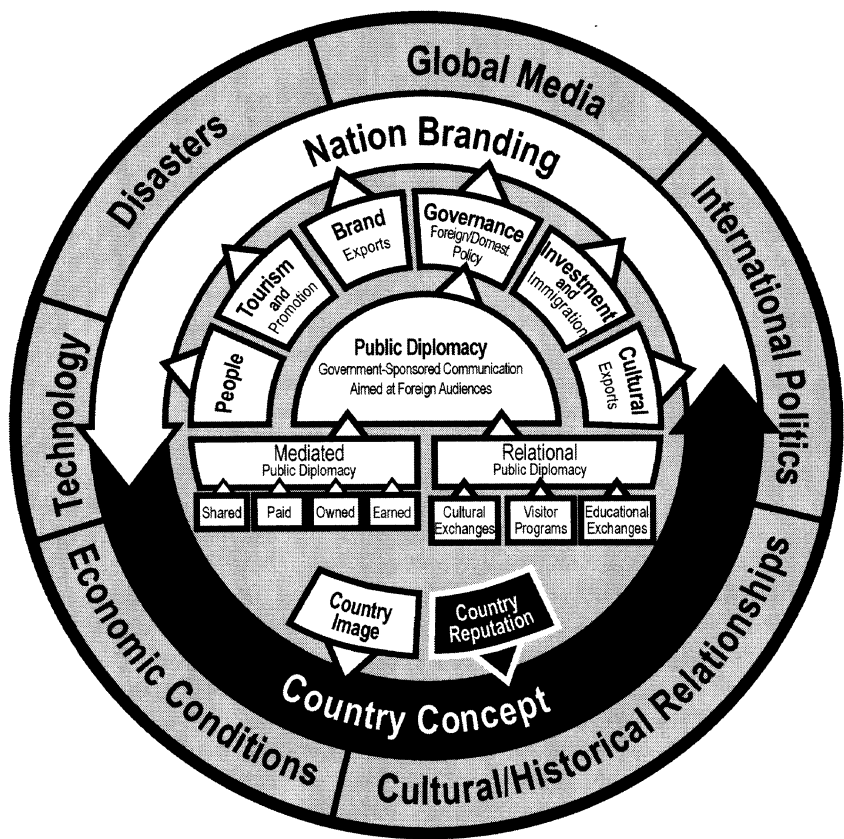 Global Media
Disasters
International Politics
Technology
Economic Conditions
Cultural/Historical Relationships
Nation Branding
People
Tourism
and
Promotion
Brand
Exports
Governance
Foreign/Domest.
Policy
Investment
and
Immigration
Cultural
Exports
Public Diplomacy
Government-Sponsored Communication
Aimed at Foreign Audiences
Mediated
Public Diplomacy
Relational
Public Diplomacy
Shared
Paid
Owned
Earned
Cultural
Exchanges
Visitor
Programs
Educational
Exchanges
Country
Image
Country
Reputation
Country Concept